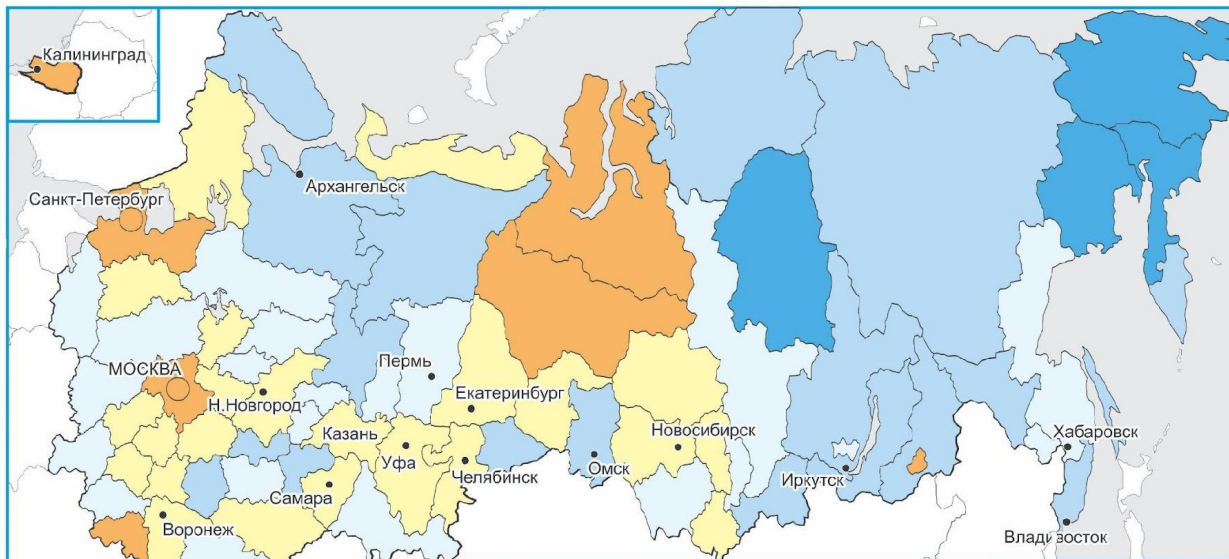 Калининград
Архангельск
Санкт-Петербург
МОСКВА
Пермь
Н.Новгород
Екатеринбург
Казань
Новосибирск
Хабаровск
Уфа
Челябинск
Омск
Иркутск
Самара
Воронеж
Владивосток